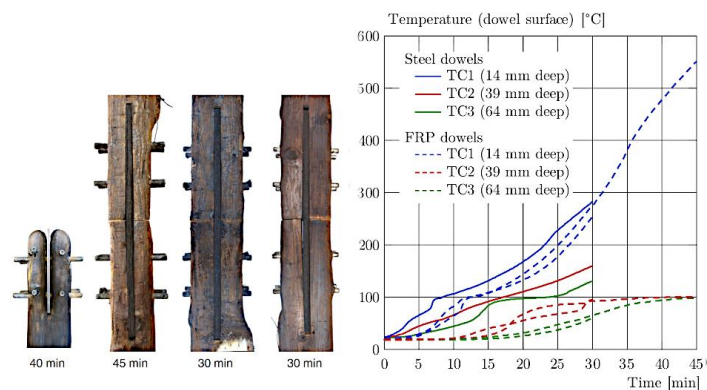 40 min
45 min
30 min
30 min
Temperature (dowel surface) [°C]
600
500
400
300
200
100
0
Steel dowels
TC1 (14 mm deep)
TC2 (39 mm deep)
TC3 (64 mm deep)
FRP dowels
TC1 (14 mm deep)
TC2 (39 mm deep)
TC3 (64 mm deep)
0 5 10 15 20 25 30 35 40 45
Time [min]